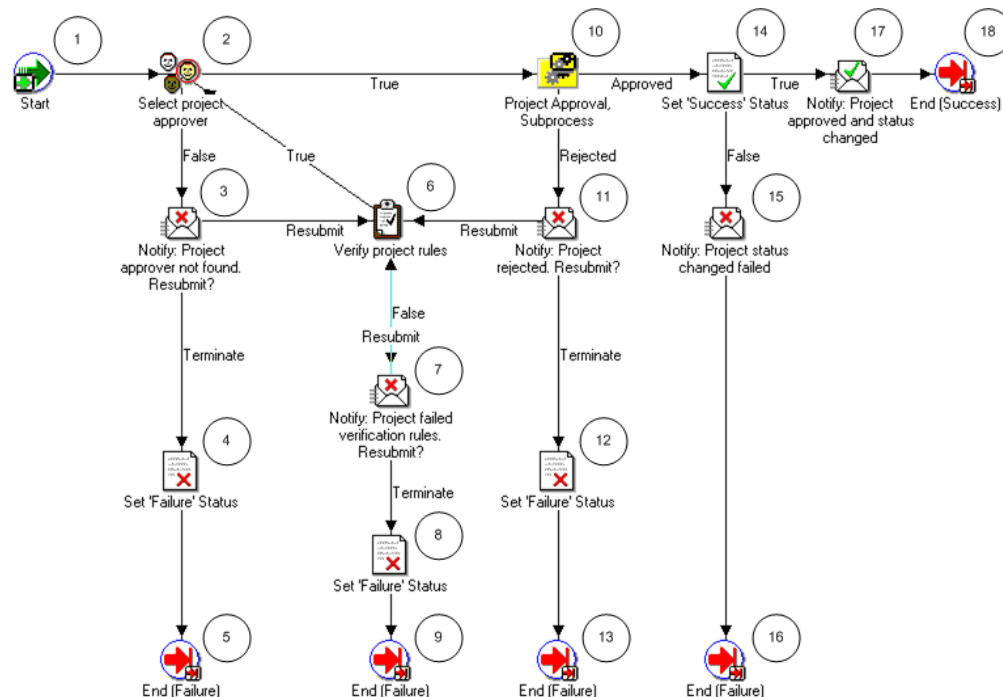 1
2
10
14
17
18
Start
Select project
approver
True
Project Approval,
Subprocess
Approved
Set 'Success' Status
True
Notify: Project
approved and status
changed
End (Success)
False
True
Rejected
False
3
6
11
15
Notify: Project
approver not found.
Resubmit?
Resubmit
Verify project rules
Resubmit
Notify: Project
rejected. Resubmit?
Notify: Project status
changed failed
False
Resubmit
Terminate
7
Terminate
Notify: Project failed
verification rules.
Resubmit?
4
12
Set 'Failure' Status
Terminate
Set 'Failure' Status
8
Set 'Failure' Status
5
9
13
16
End (Failure)
End (Failure)
End (Failure)
End (Failure)